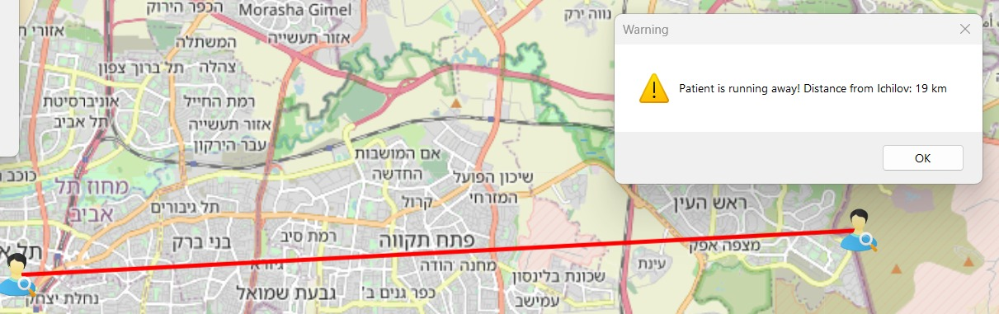 הכפר הירוק
Morasha Gimel
נווה ירק
אזורי ח
המשתלה
אזור תעשייה
תל ברוך צפון
צהלה
אוניברסיטת
תל אביב
רמת החייל
אזור תעשייה
עבר הירקון
אם המושבות
החדשה
כוכב
מחוז תל
אביב
תל גיבורים
קרול
שיכון הפועל
המזרחי
ראש העין
תל א
בני ברק
רמת סיב
פתח תקווה
מצפה אפק
מחנה יהודה
עינת
שכונת בלינסון
נחלת יצחק
גבעת שמואל
כפר גנים ב'
עמישב
Warning
Patient is running away! Distance from Ichilov: 19 km
OK